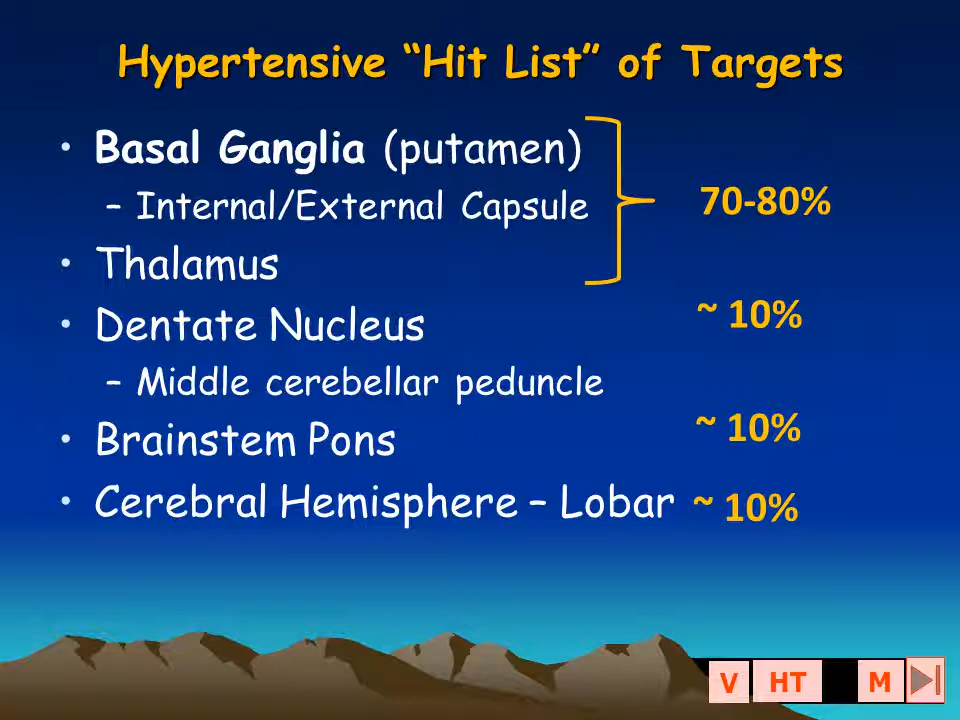 Hypertensive “Hit List” of Targets
• Basal Ganglia (putamen)
– Internal/External Capsule
70-80%
• Thalamus
• Dentate Nucleus
~ 10%
– Middle cerebellar peduncle
• Brainstem Pons
~ 10%
• Cerebral Hemisphere – Lobar
~ 10%
V HT M